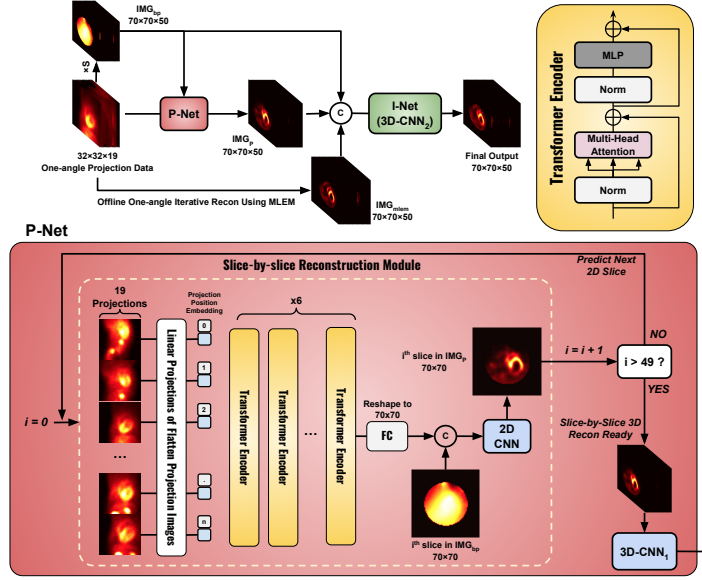 IMG_bp
70×70×50
×S
P-Net
C
I-Net
(3D-CNN_2)
IMG_P
70×70×50
32×32×19
One-angle Projection Data
Final Output
70×70×50
Offline One-angle Iterative Recon Using MLEM
IMG_mlem
70×70×50
Transformer Encoder
MLP
Norm
Multi-Head
Attention
Norm
P-Net
Slice-by-slice Reconstruction Module
Predict Next
2D Slice
19
Projections
Projection
Position
Embedding
x6
i = 0
...
Linear Projections of Flatten Projection Images
0
1
2
.
n
Transformer Encoder
Transformer Encoder
...
Transformer Encoder
Reshape to
70x70
FC
C
2D
CNN
i^th slice in IMG_P
70×70
i^th slice in IMG_bp
70×70
i = i + 1
NO
i > 49 ?
YES
Slice-by-Slice 3D
Recon Ready
3D-CNN_1